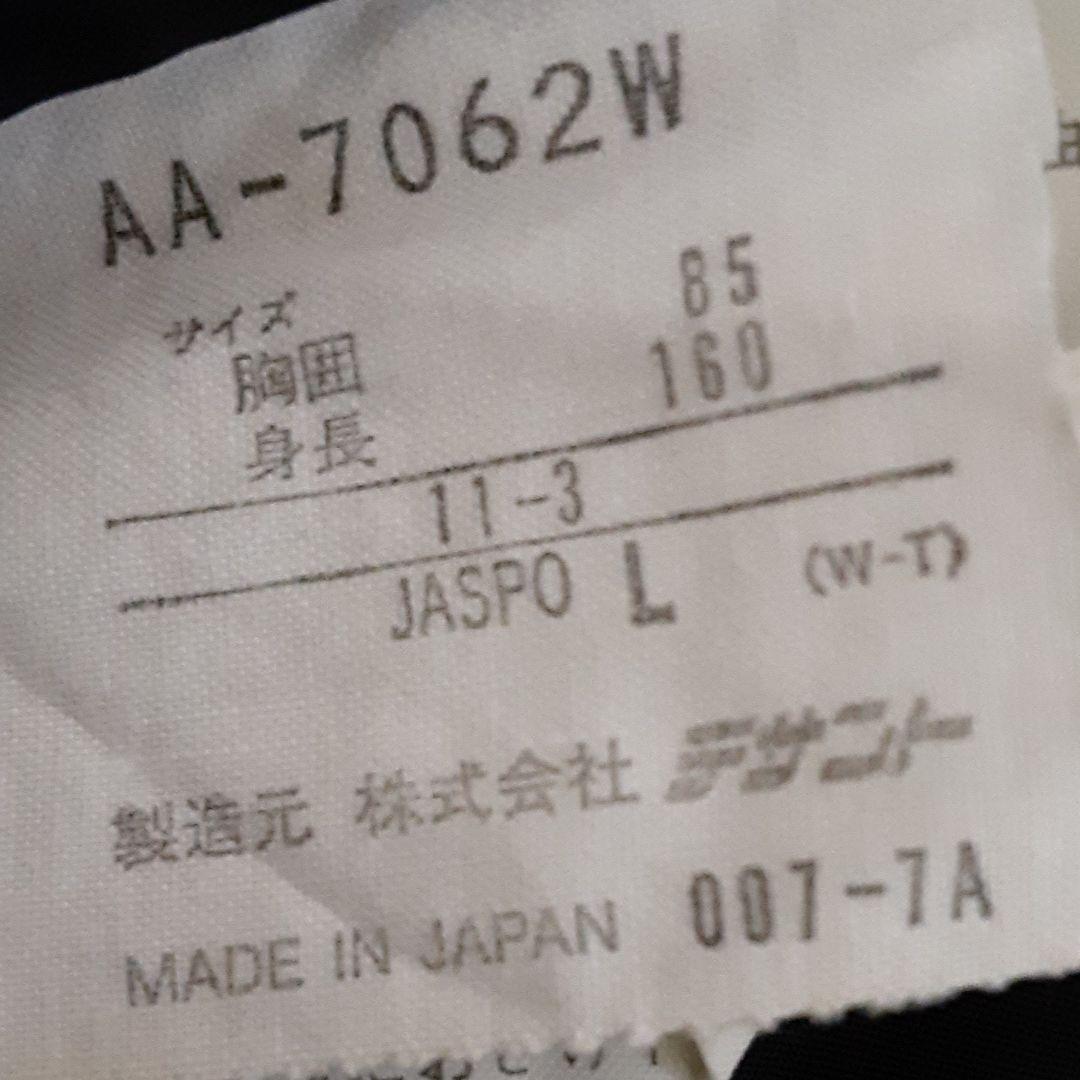 AA-7062W
サイズ
胸囲 85
身長 160
11-3
JASPO L (W-T)
製造元 株式会社 デサント
MADE IN JAPAN 007-7A